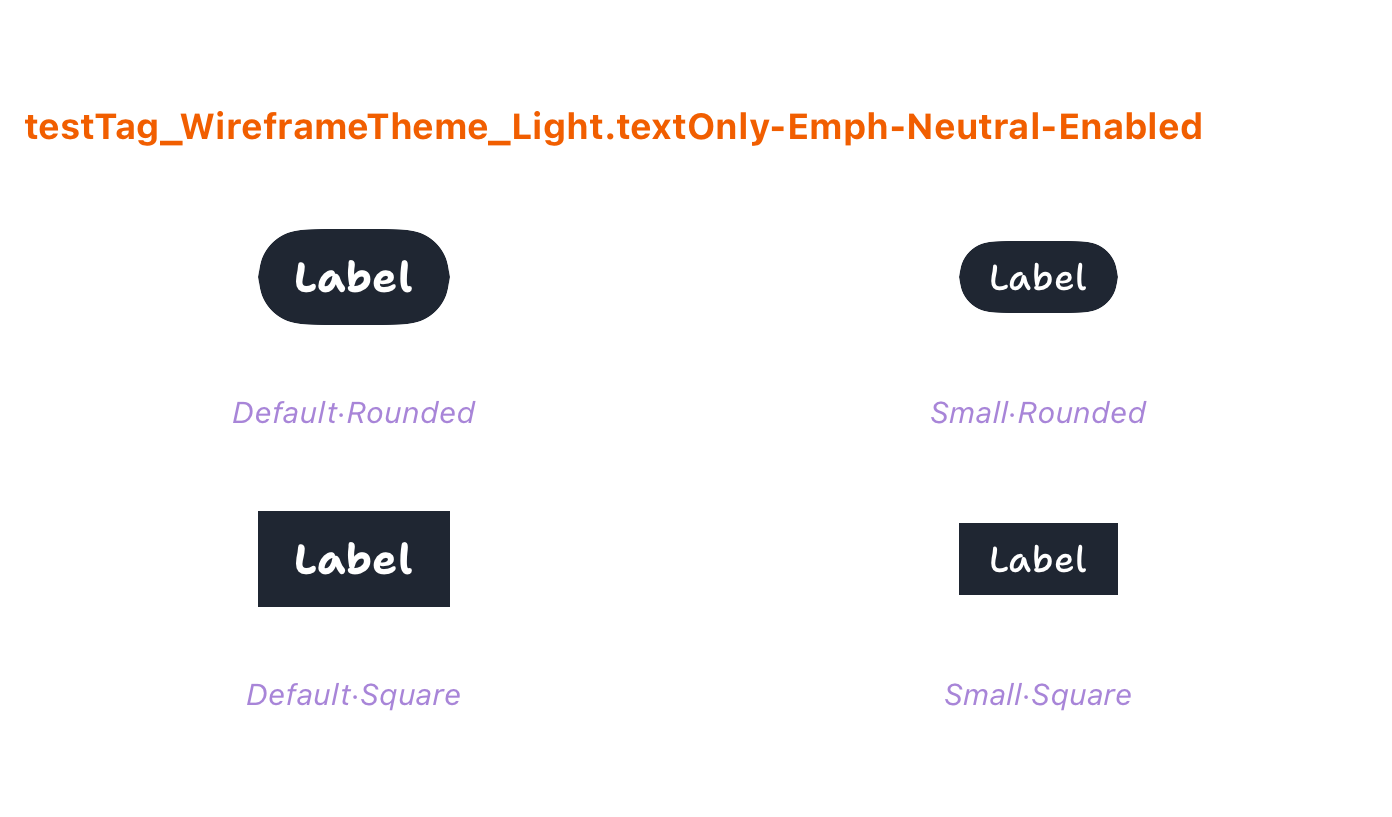 testTag_WireframeTheme_Light.textOnly-Emph-Neutral-Enabled
Label
Label
Default·Rounded
Small·Rounded
Label
Label
Default·Square
Small·Square